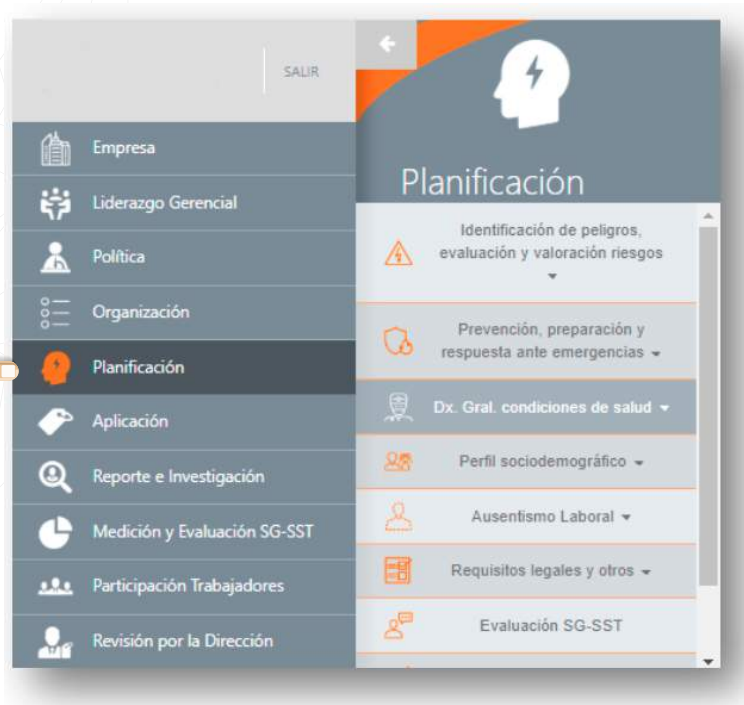 SALIR
Empresa
Liderazgo Gerencial
Política
Organización
Planificación
Aplicación
Reporte e Investigación
Medición y Evaluación SG-SST
Participación Trabajadores
Revisión por la Dirección
Planificación
Identificación de peligros,
evaluación y valoración riesgos
Prevención, preparación y
respuesta ante emergencias
Dx. Gral. condiciones de salud
Perfil sociodemográfico
Ausentismo Laboral
Requisitos legales y otros
Evaluación SG-SST